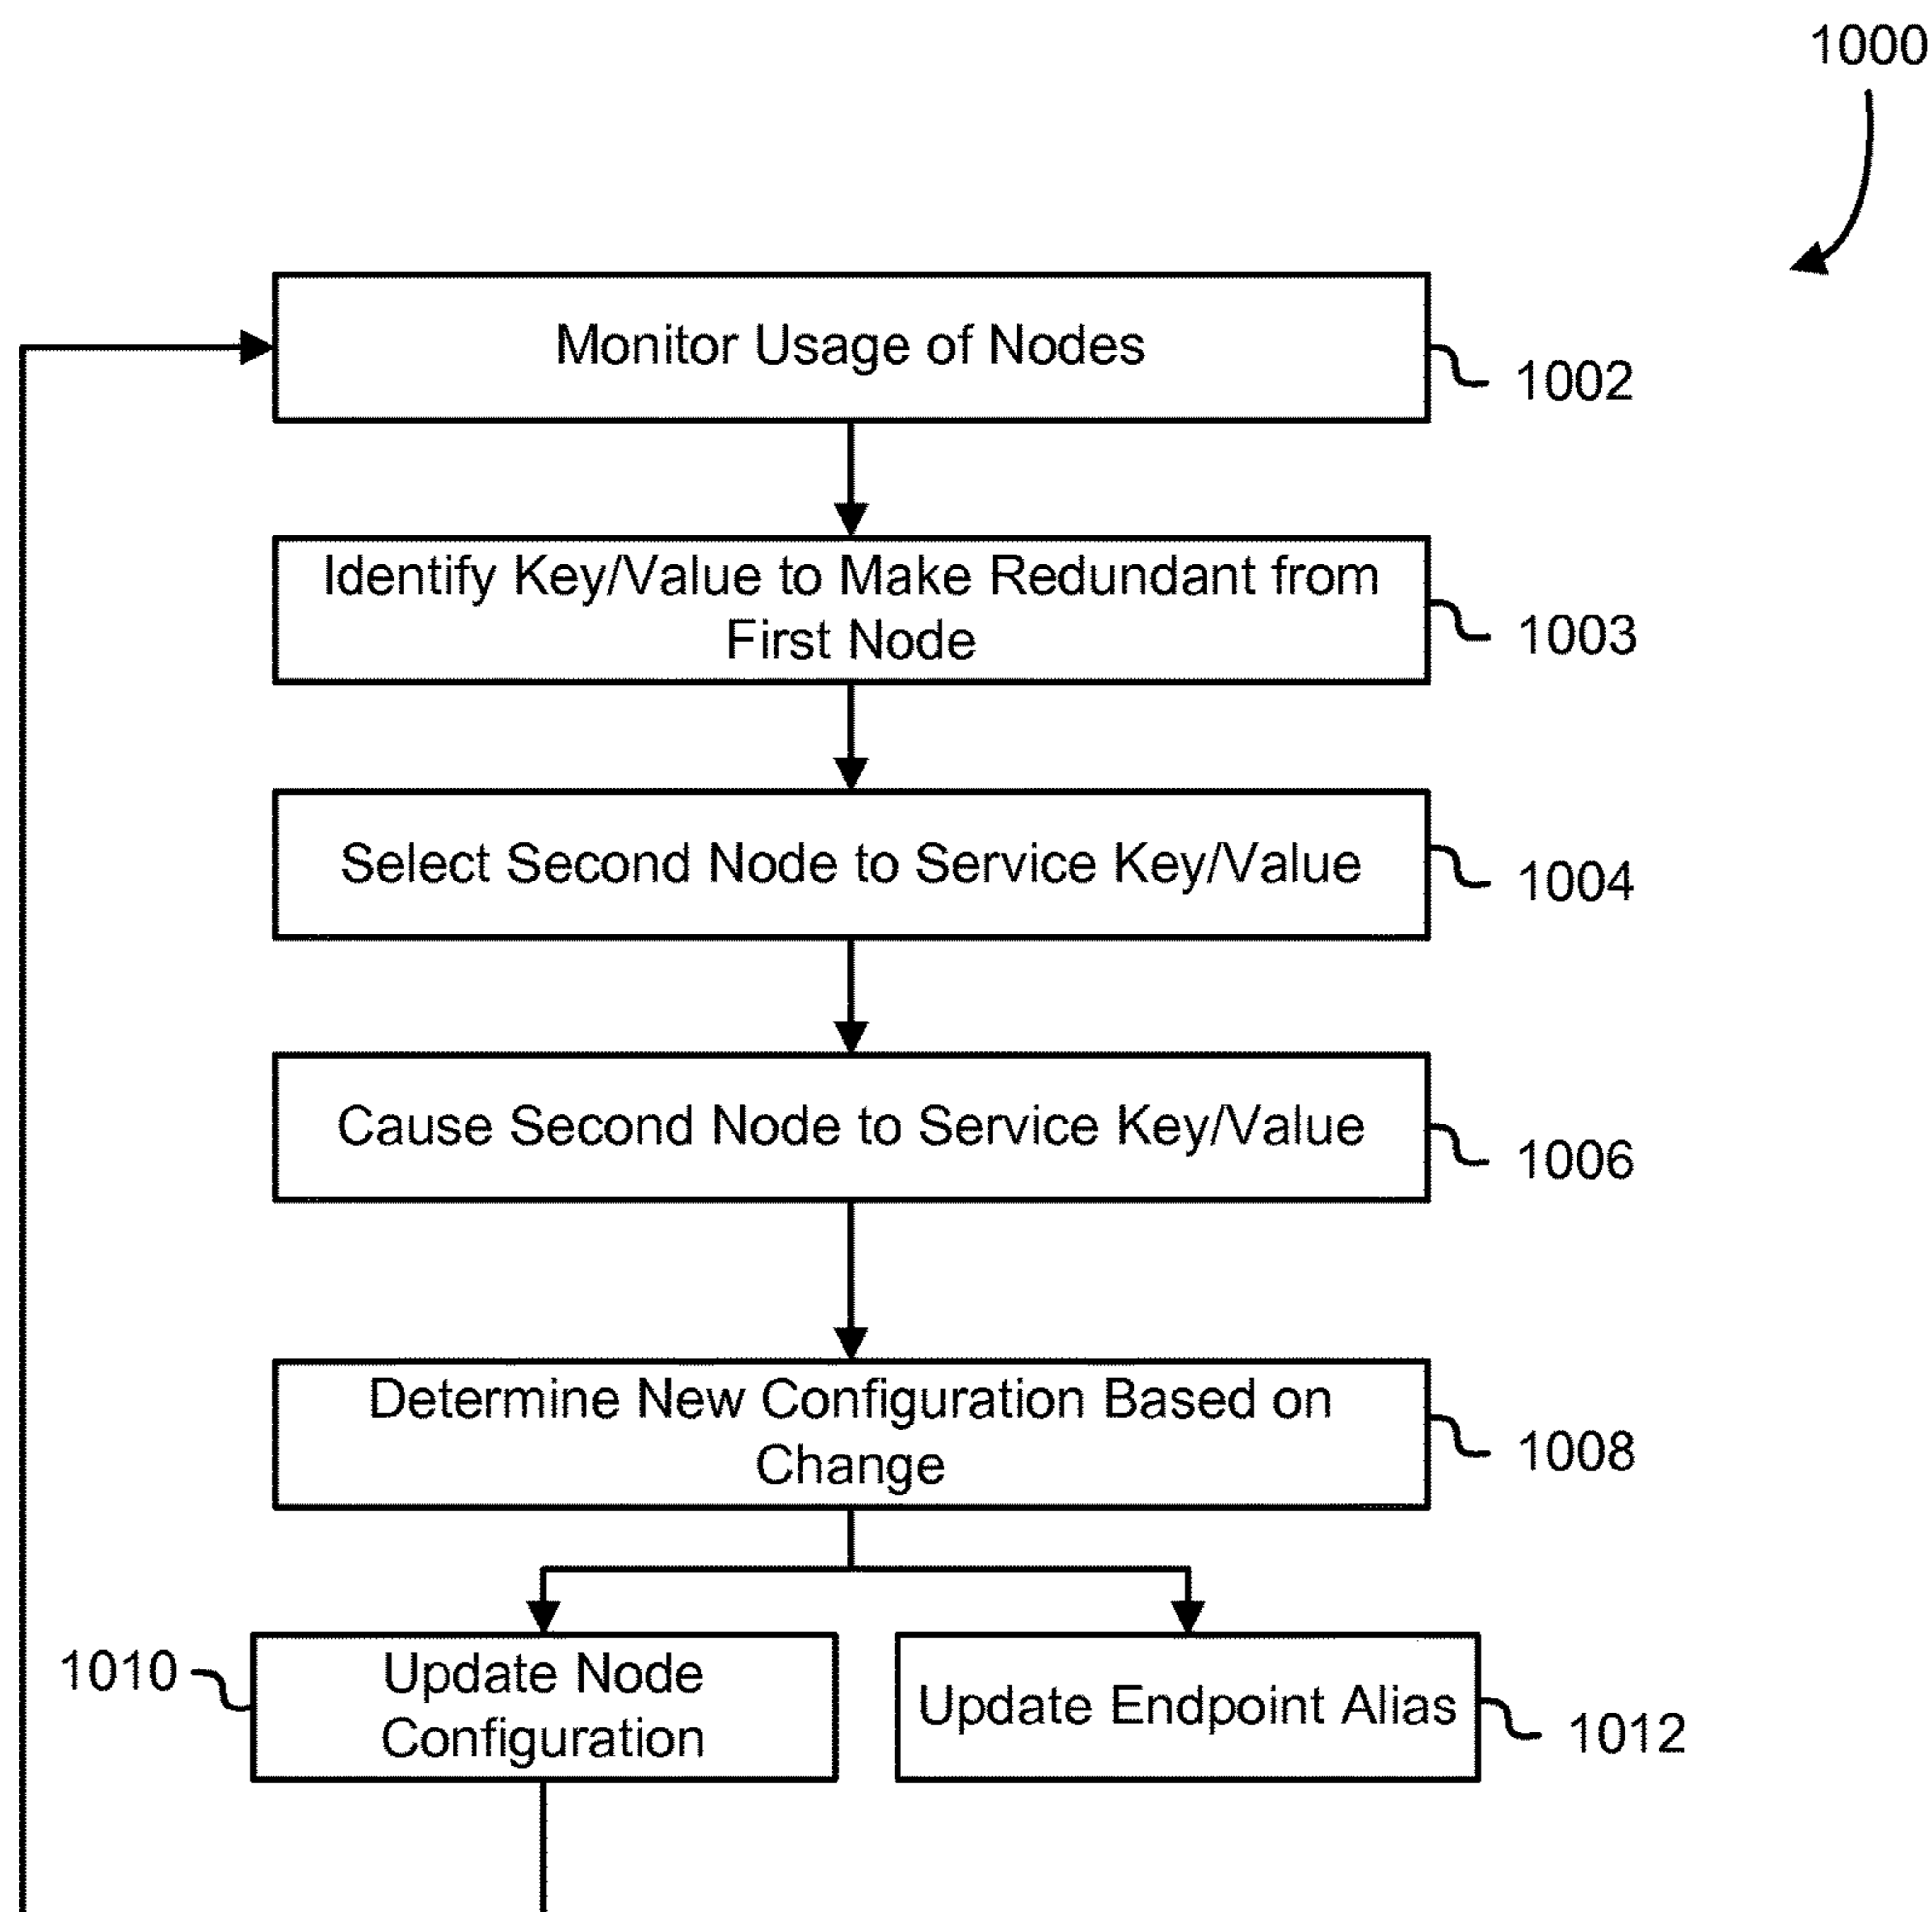 1000
Monitor Usage of Nodes
1002
Identify Key/Value to Make Redundant from
First Node
1003
Select Second Node to Service Key/Value
1004
Cause Second Node to Service Key/Value
1006
Determine New Configuration Based on
Change
1008
1010
Update Node
Configuration
Update Endpoint Alias
1012